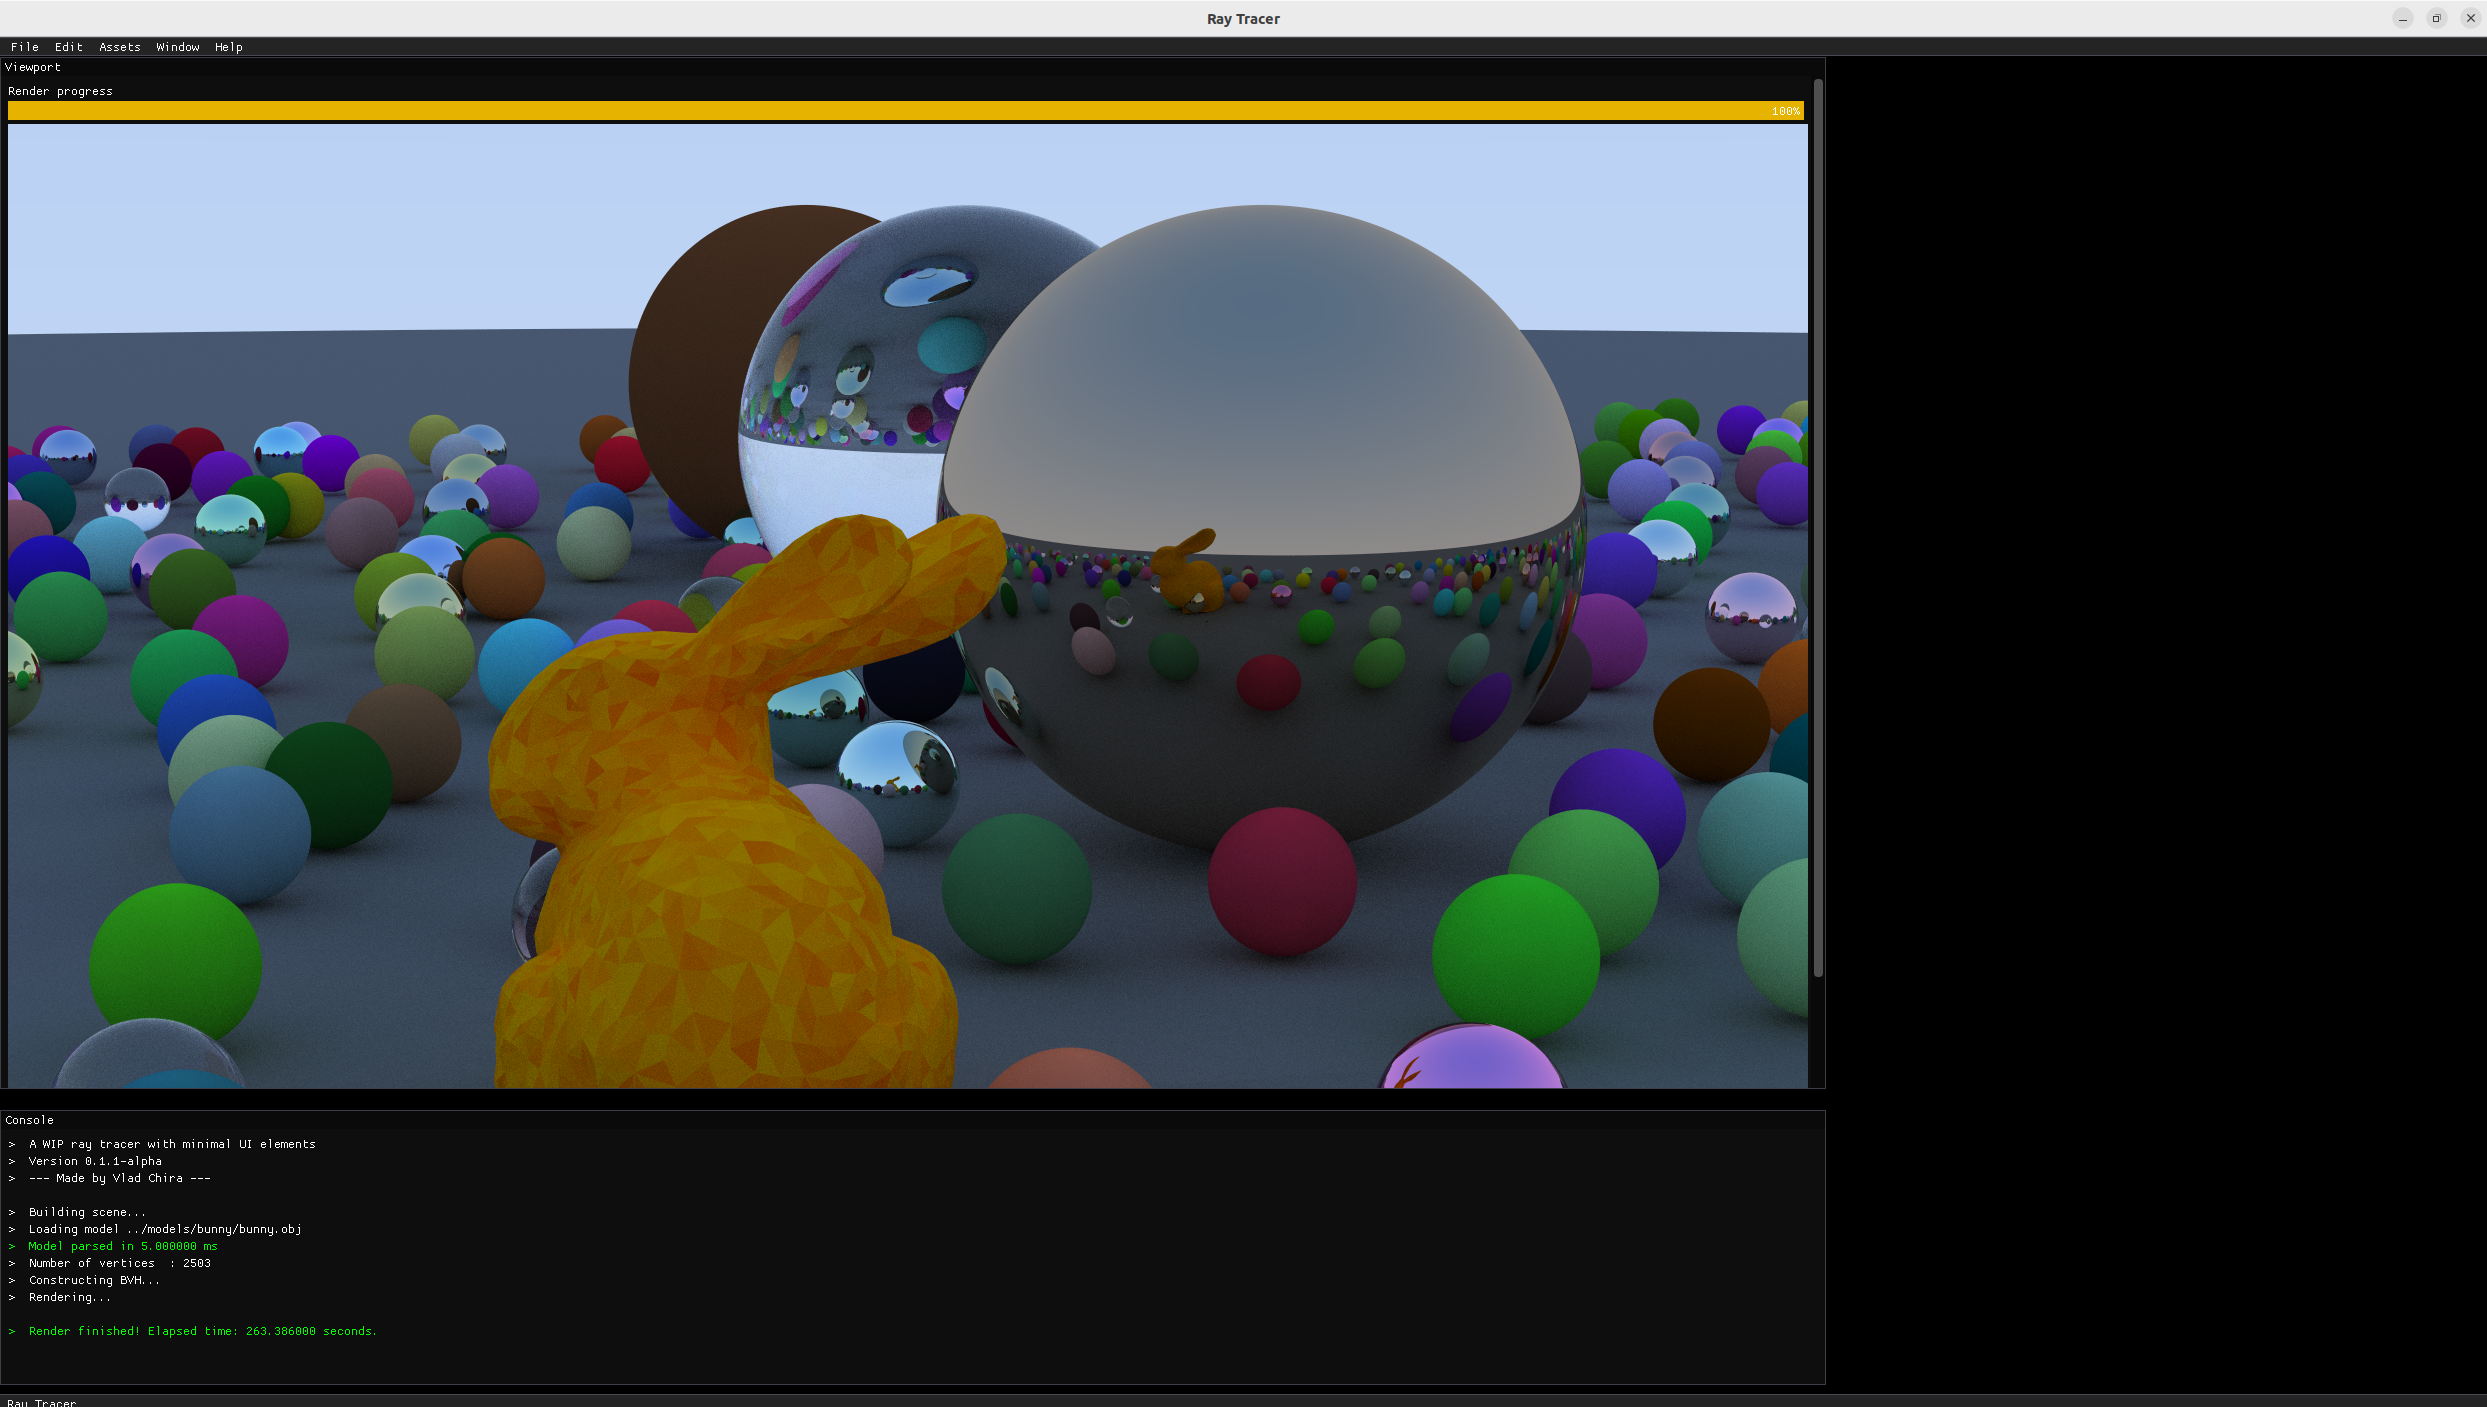 Ray Tracer
File Edit Assets Window Help
Viewport
Render progress
100%
Console
> A WIP ray tracer with minimal UI elements
> Version 0.1.1-alpha
> --- Made by Vlad Chira ---
> Building scene...
> Loading model ../models/bunny/bunny.obj
> Model parsed in 5.000000 ms
> Number of vertices : 2503
> Constructing BVH...
> Rendering...
> Render finished! Elapsed time: 263.386000 seconds.
Ray Tracer